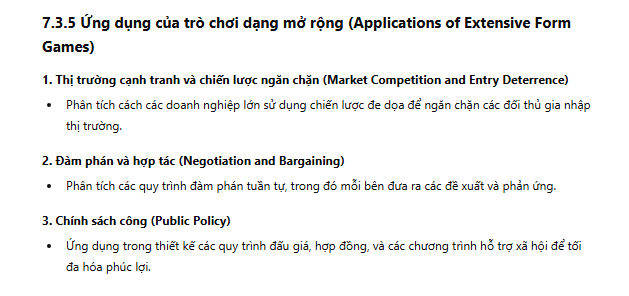 7.3.5 Ứng dụng của trò chơi dạng mở rộng (Applications of Extensive Form
Games)
1. Thị trường cạnh tranh và chiến lược ngăn chặn (Market Competition and Entry Deterrence)
• Phân tích cách các doanh nghiệp lớn sử dụng chiến lược đe dọa để ngăn chặn các đối thủ gia nhập
thị trường.
2. Đàm phán và hợp tác (Negotiation and Bargaining)
• Phân tích các quy trình đàm phán tuần tự, trong đó mỗi bên đưa ra các đề xuất và phản ứng.
3. Chính sách công (Public Policy)
• Ứng dụng trong thiết kế các quy trình đấu giá, hợp đồng, và các chương trình hỗ trợ xã hội để tối
đa hóa phúc lợi.